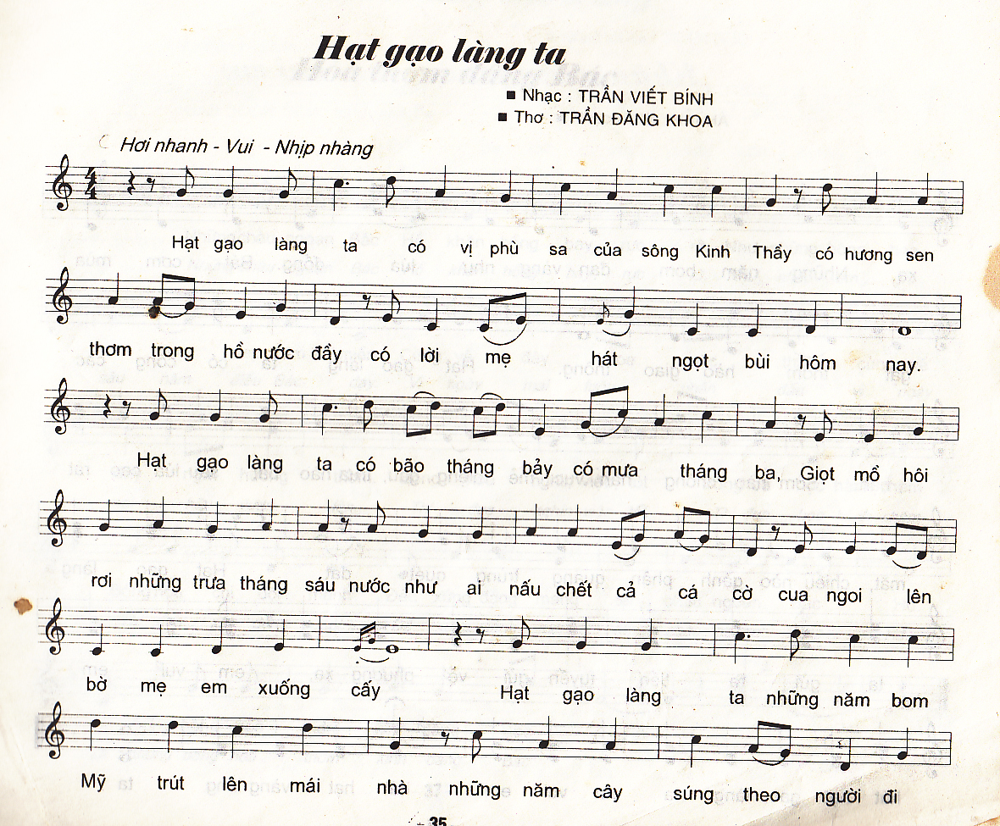 Hạt gạo làng ta
■ Nhạc : TRẦN VIẾT BÍNH
■ Thơ : TRẦN ĐĂNG KHOA
Hơi nhanh - Vui - Nhịp nhàng
4
4
Hạt gạo làng ta có vị phù sa của sông Kinh Thầy có hương sen
thơm trong hồ nước đầy có lời mẹ hát ngọt bùi hôm nay.
Hạt gạo làng ta có bão tháng bảy có mưa tháng ba, Giọt mồ hôi
rơi những trưa tháng sáu nước như ai nấu chết cả cá cờ cua ngoi lên
bờ mẹ em xuống cấy Hạt gạo làng ta những năm bom
Mỹ trút lên mái nhà những năm cây súng theo người đi
- 35 -